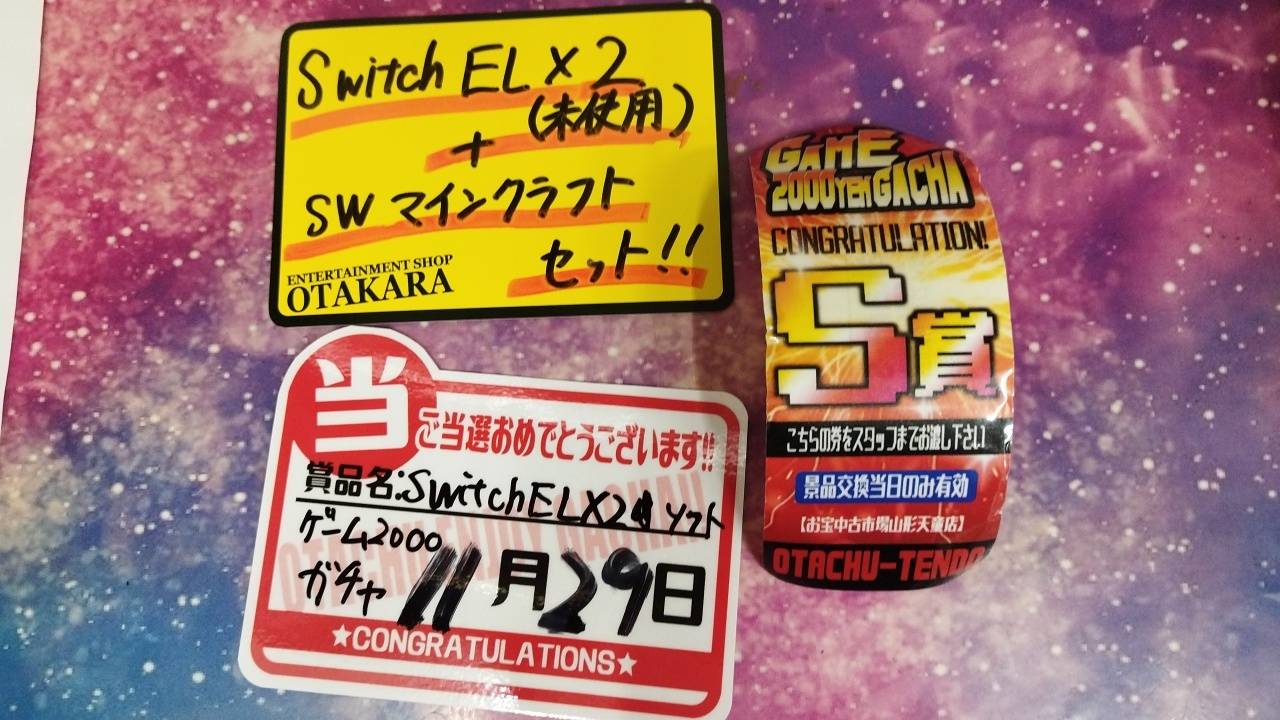 Switch EL × 2
(未使用)
+
SW マインクラフト
セット!!
ENTERTAINMENT SHOP
OTAKARA
当
ご当選おめでとうございます!!
賞品名:Switch EL×2 ソフト
ゲーム2000
ガチャ
11月29日
★CONGRATULATIONS★
GAME
2000YEN GACHA
CONGRATULATION!
S賞
こちらの券をスタッフまでお渡し下さい
景品交換当日のみ有効
【お宝中古市場山形天童店】
OTACHU-TENDO